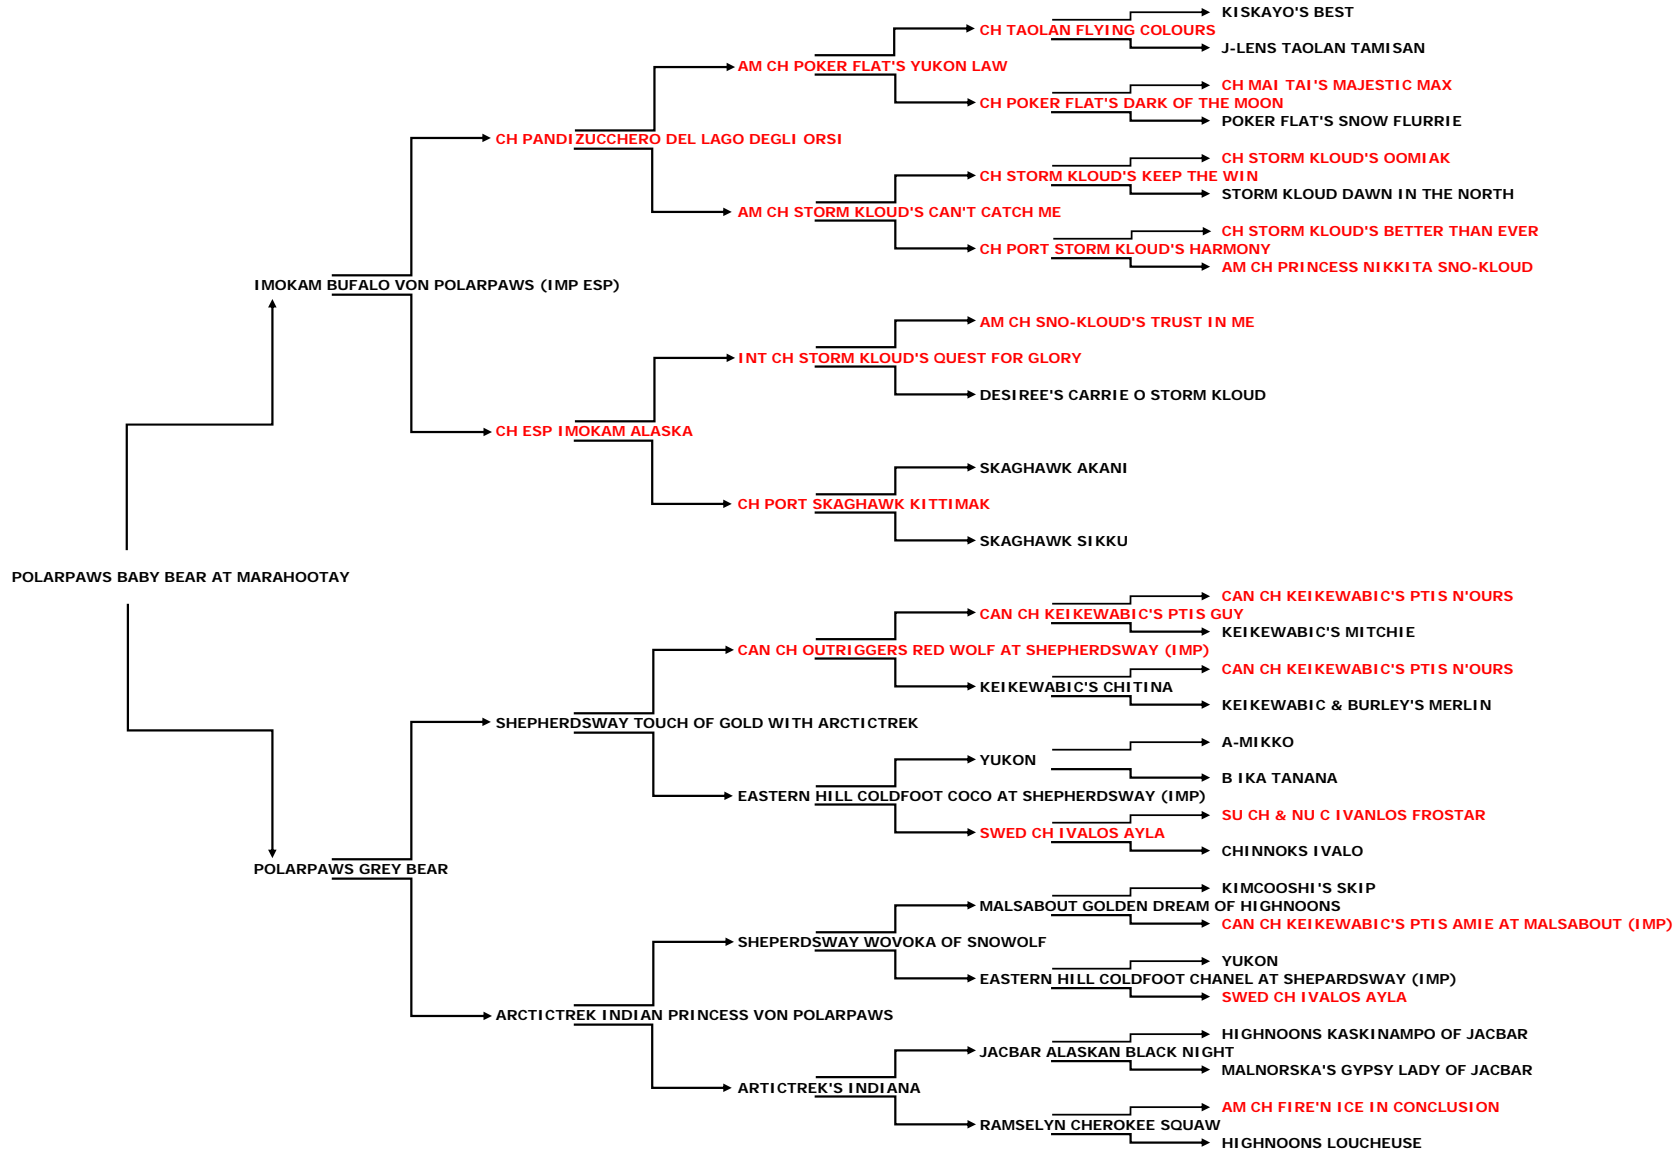 KISKAYO'S BEST
CH TAOLAN FLYING COLOURS
J-LENS TAOLAN TAMISAN
AM CH POKER FLAT'S YUKON LAW
CH MAI TAI'S MAJESTIC MAX
CH POKER FLAT'S DARK OF THE MOON
POKER FLAT'S SNOW FLURRIE
CH PANDIZUCCHERO DEL LAGO DEGLI ORSI
CH STORM KLOUD'S OOMIAK
CH STORM KLOUD'S KEEP THE WIN
STORM KLOUD DAWN IN THE NORTH
AM CH STORM KLOUD'S CAN'T CATCH ME
CH STORM KLOUD'S BETTER THAN EVER
CH PORT STORM KLOUD'S HARMONY
AM CH PRINCESS NIKKITA SNO-KLOUD
IMOKAM BUFALO VON POLARPAWS (IMP ESP)
AM CH SNO-KLOUD'S TRUST IN ME
INT CH STORM KLOUD'S QUEST FOR GLORY
DESIREE'S CARRIE O STORM KLOUD
CH ESP IMOKAM ALASKA
SKAGHAWK AKANI
CH PORT SKAGHAWK KITTIMAK
SKAGHAWK SIKKU
POLARPAWS BABY BEAR AT MARAHOOTAY
CAN CH KEIKEWABIC'S PTIS N'OURS
CAN CH KEIKEWABIC'S PTIS GUY
KEIKEWABIC'S MITCHIE
CAN CH OUTRIGGERS RED WOLF AT SHEPHERDSWAY (IMP)
CAN CH KEIKEWABIC'S PTIS N'OURS
KEIKEWABIC'S CHITINA
KEIKEWABIC & BURLEY'S MERLIN
SHEPHERDSWAY TOUCH OF GOLD WITH ARCTICTREK
A-MIKKO
YUKON
B IKA TANANA
EASTERN HILL COLDFOOT COCO AT SHEPHERDSWAY (IMP)
SU CH & NU C IVANLOS FROSTAR
SWED CH IVALOS AYLA
CHINNOKS IVALO
POLARPAWS GREY BEAR
KIMCOOSHI'S SKIP
MALSABOUT GOLDEN DREAM OF HIGHNOONS
CAN CH KEIKEWABIC'S PTIS AMIE AT MALSABOUT (IMP)
SHEPERDSWAY WOVOKA OF SNOWOLF
YUKON
EASTERN HILL COLDFOOT CHANEL AT SHEPARDSWAY (IMP)
SWED CH IVALOS AYLA
ARCTICTREK INDIAN PRINCESS VON POLARPAWS
HIGHNOONS KASKINAMPO OF JACBAR
JACBAR ALASKAN BLACK NIGHT
MALNORSKA'S GYPSY LADY OF JACBAR
ARTICTREK'S INDIANA
AM CH FIRE'N ICE IN CONCLUSION
RAMSELYN CHEROKEE SQUAW
HIGHNOONS LOUCHEUSE